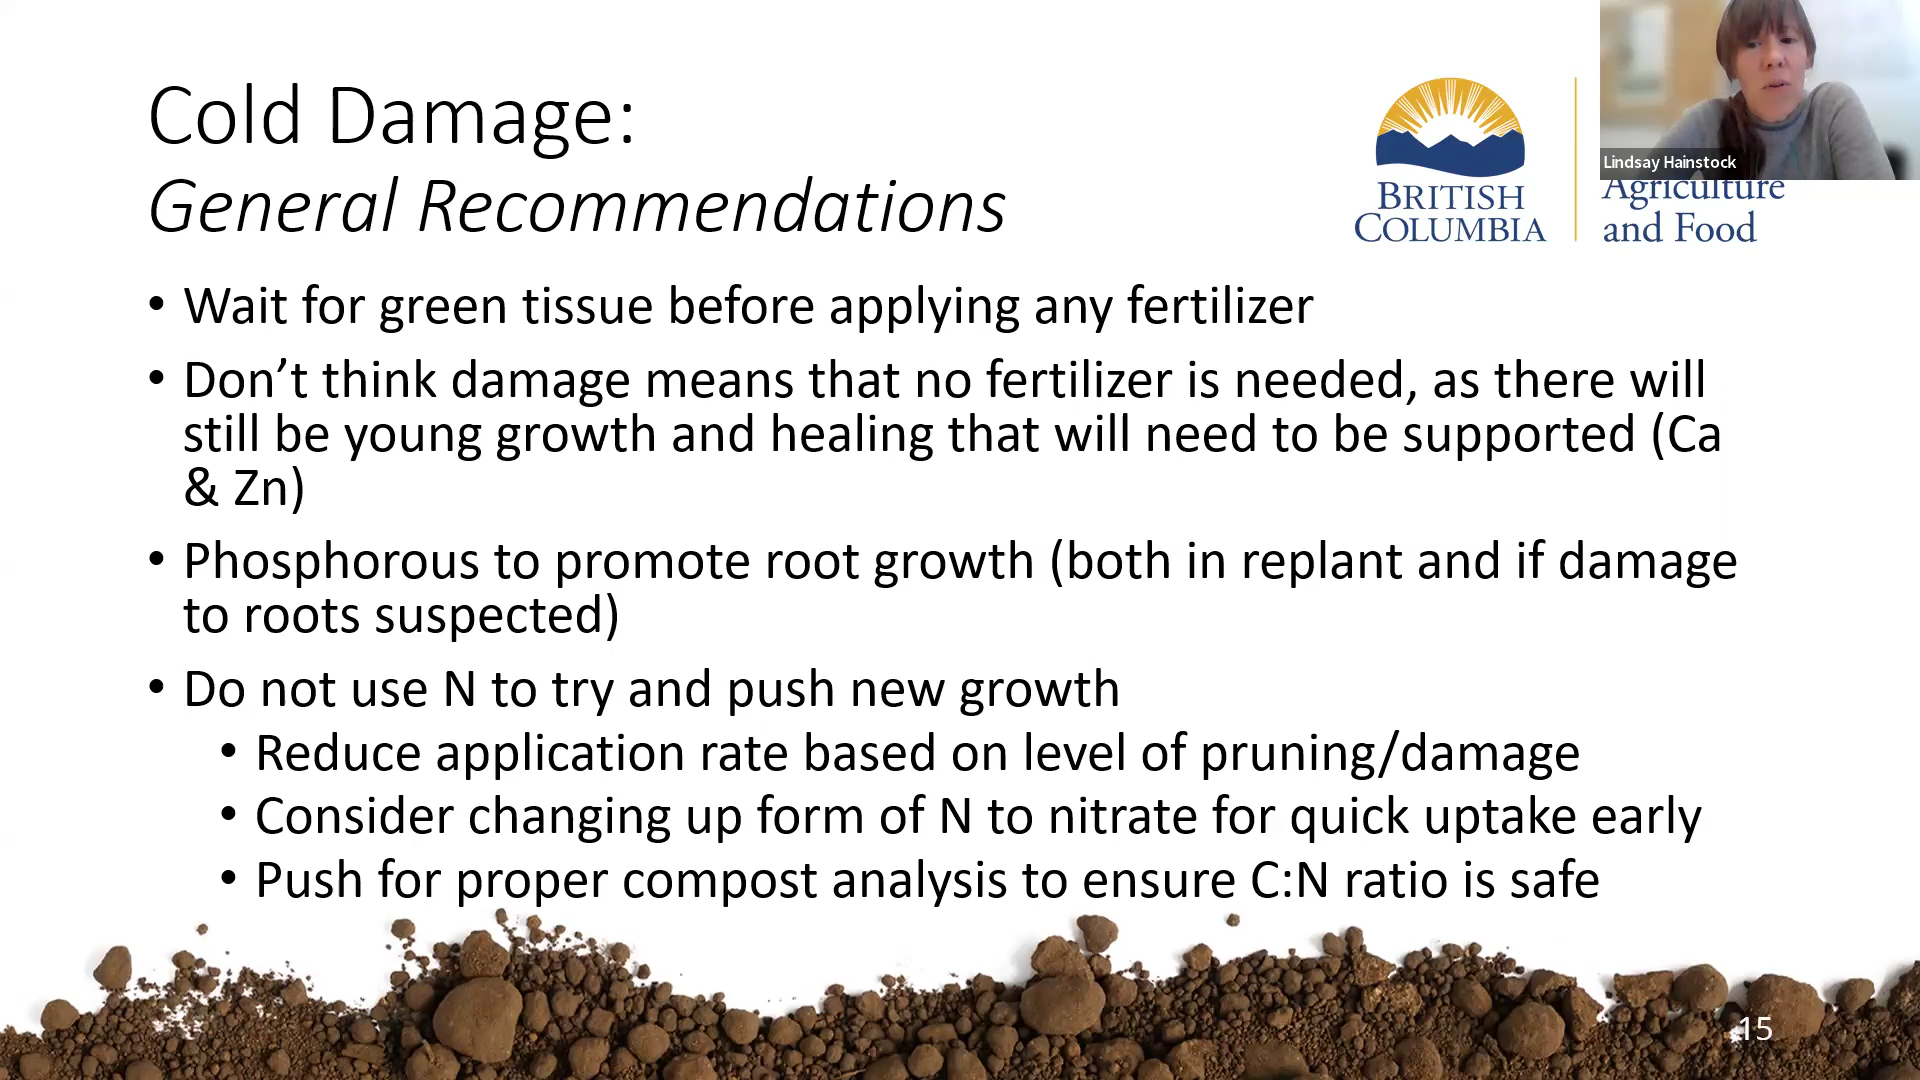 Cold Damage:
General Recommendations
BRITISH
COLUMBIA
Agriculture
and Food
Lindsay Hainstock
• Wait for green tissue before applying any fertilizer
• Don’t think damage means that no fertilizer is needed, as there will
still be young growth and healing that will need to be supported (Ca
& Zn)
• Phosphorous to promote root growth (both in replant and if damage
to roots suspected)
• Do not use N to try and push new growth
• Reduce application rate based on level of pruning/damage
• Consider changing up form of N to nitrate for quick uptake early
• Push for proper compost analysis to ensure C:N ratio is safe
15